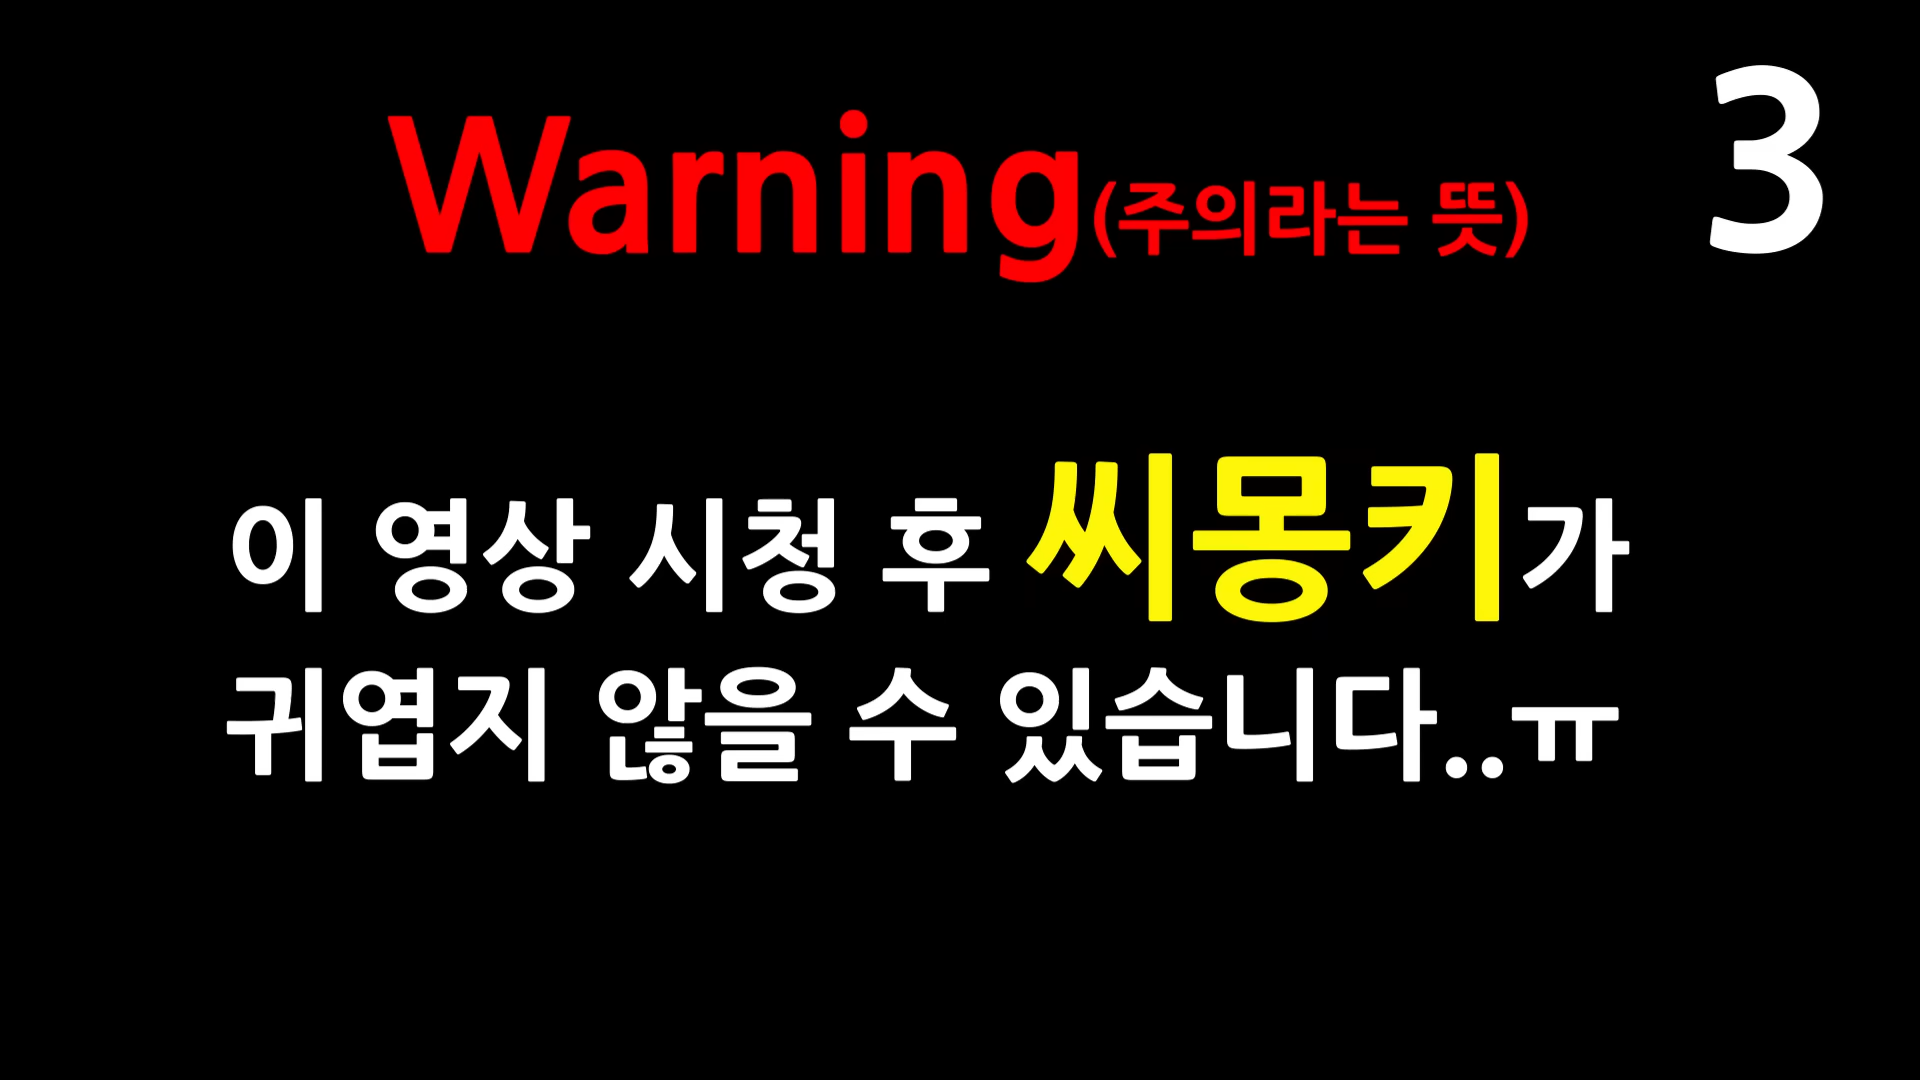 Warning(주의라는 뜻)
3
이 영상 시청 후 씨몽키가
귀엽지 않을 수 있습니다..ㅠ